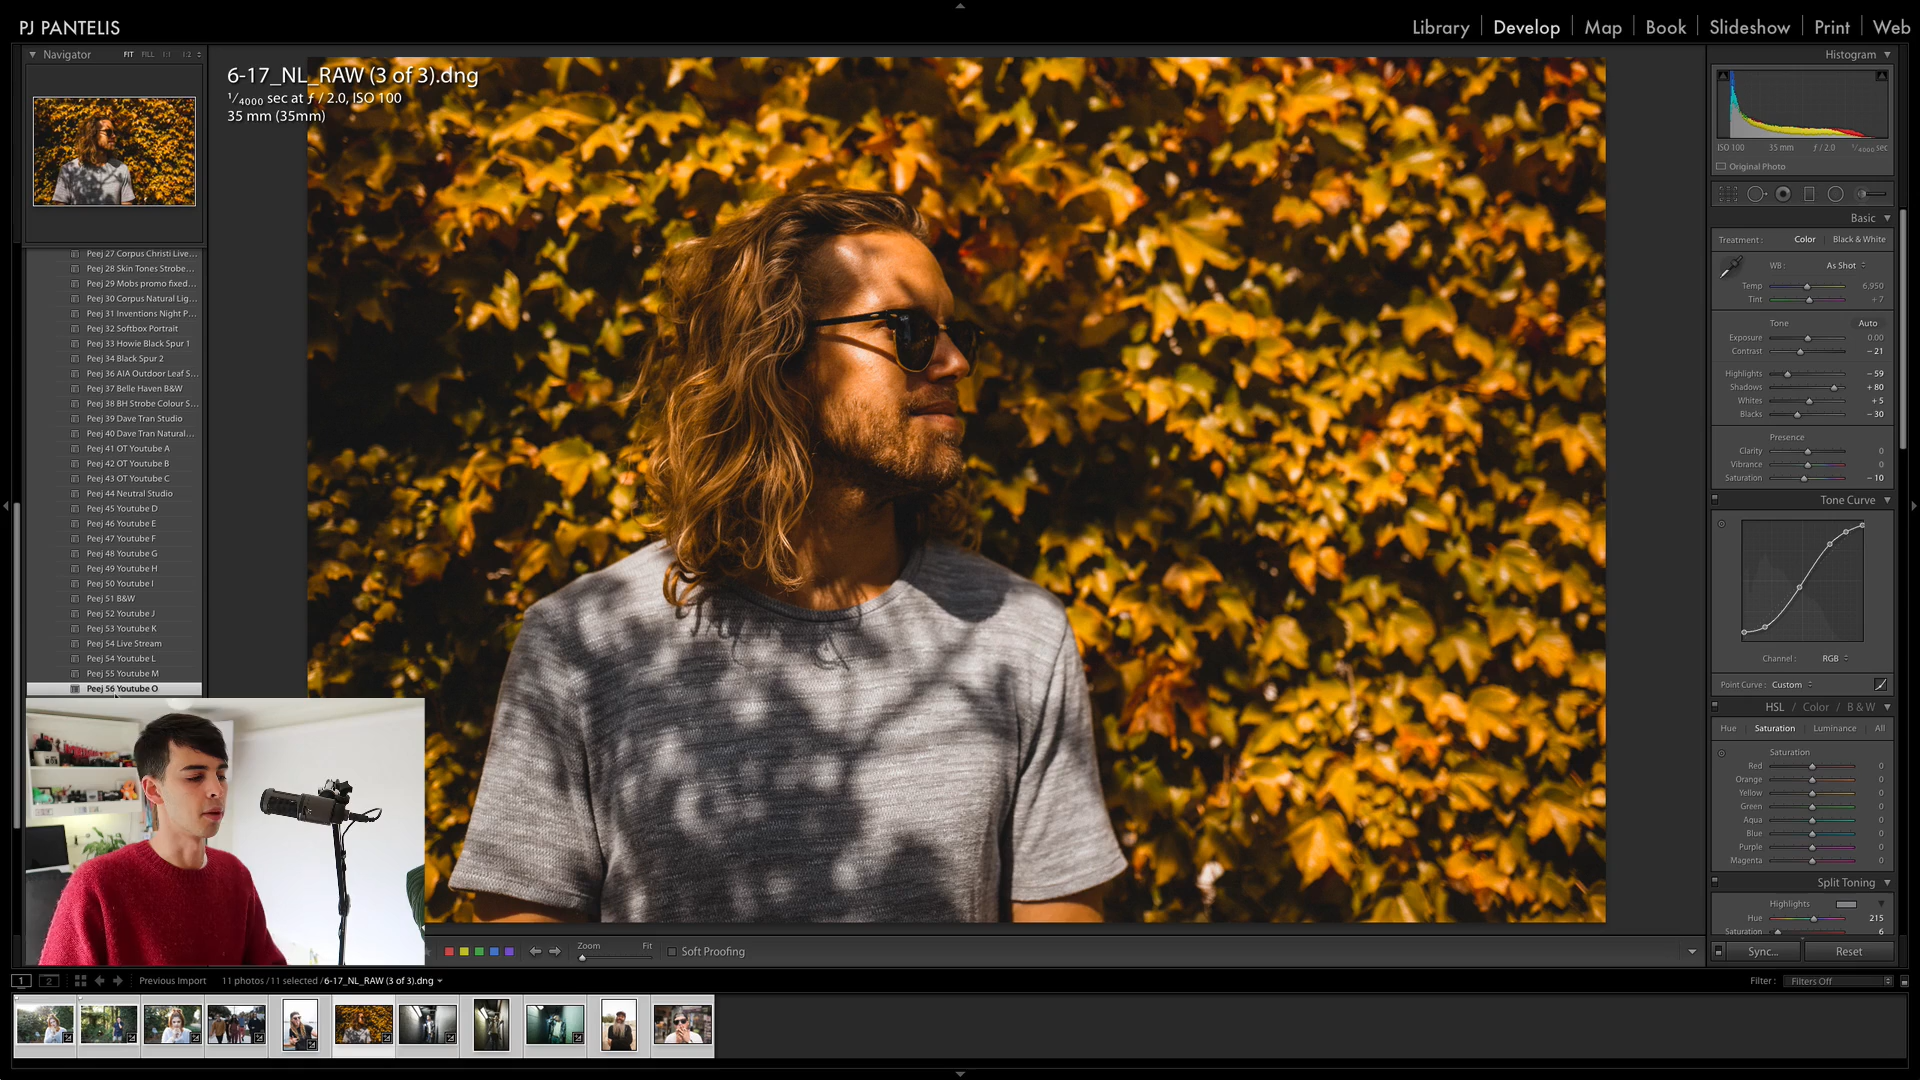 PJ PANTELIS
Library | Develop | Map | Book | Slideshow | Print | Web
Navigator FIT FILL 1:1 1:2
6-17_NL_RAW (3 of 3).dng
1/4000 sec at ƒ / 2.0, ISO 100
35 mm (35mm)
Peej 27 Corpus Christi Live...
Peej 28 Skin Tones Strobe...
Peej 29 Mobs promo fixed...
Peej 30 Corpus Natural Lig...
Peej 31 Inventions Night P...
Peej 32 Softbox Portrait
Peej 33 Howie Black Spur 1
Peej 34 Black Spur 2
Peej 36 AIA Outdoor Leaf S...
Peej 37 Belle Haven B&W
Peej 38 BH Strobe Colour S...
Peej 39 Dave Tran Studio
Peej 40 Dave Tran Natural...
Peej 41 OT Youtube A
Peej 42 OT Youtube B
Peej 43 OT Youtube C
Peej 44 Neutral Studio
Peej 45 Youtube D
Peej 46 Youtube E
Peej 47 Youtube F
Peej 48 Youtube G
Peej 49 Youtube H
Peej 50 Youtube I
Peej 51 B&W
Peej 52 Youtube J
Peej 53 Youtube K
Peej 54 Live Stream
Peej 54 Youtube L
Peej 55 Youtube M
Peej 56 Youtube O
Histogram
ISO 100 35 mm ƒ / 2.0 1/4000 sec
Original Photo
Basic
Treatment : Color | Black & White
WB : As Shot
Temp 6,950
Tint + 7
Tone Auto
Exposure 0.00
Contrast − 21
Highlights − 59
Shadows + 80
Whites + 5
Blacks − 30
Presence
Clarity 0
Vibrance 0
Saturation − 10
Tone Curve
Channel : RGB
Point Curve : Custom
HSL / Color / B & W
Hue Saturation Luminance All
Saturation
Red 0
Orange 0
Yellow 0
Green 0
Aqua 0
Blue 0
Purple 0
Magenta 0
Split Toning
Highlights
Hue 215
Saturation 6
Sync... Reset
Zoom Fit Soft Proofing
1 2 Previous Import 11 photos / 11 selected / 6-17_NL_RAW (3 of 3).dng
Filter : Filters Off